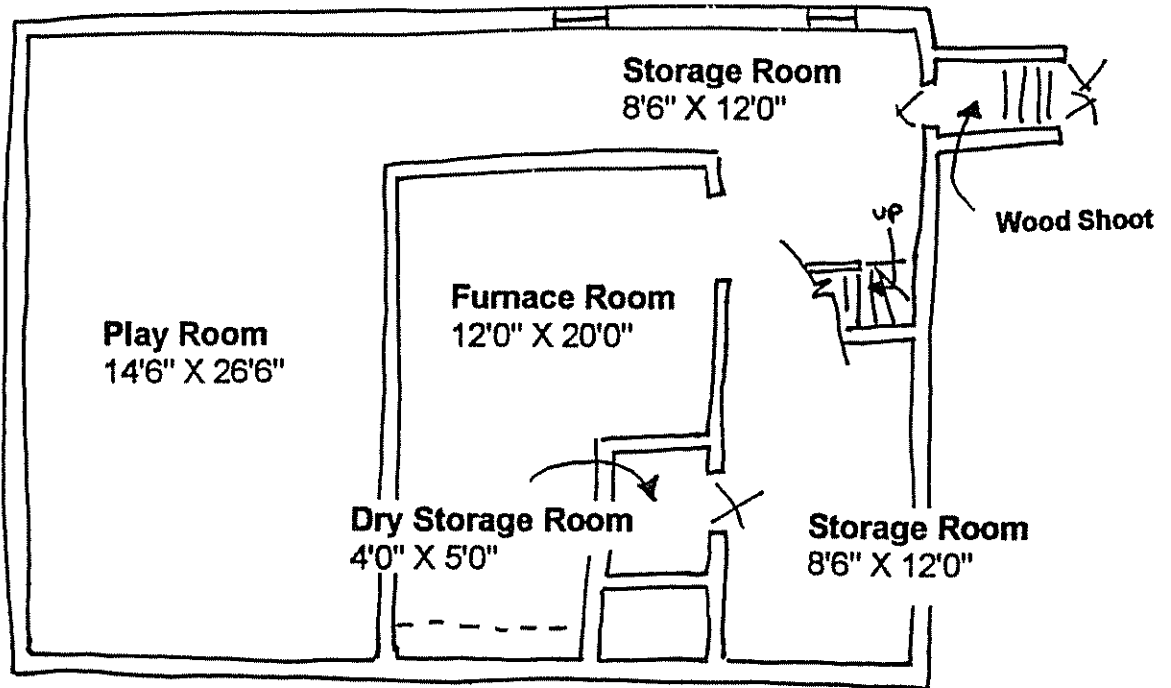 Storage Room
8'6" X 12'0"
up
Wood Shoot
Furnace Room
12'0" X 20'0"
Play Room
14'6" X 26'6"
Dry Storage Room
4'0" X 5'0"
Storage Room
8'6" X 12'0"